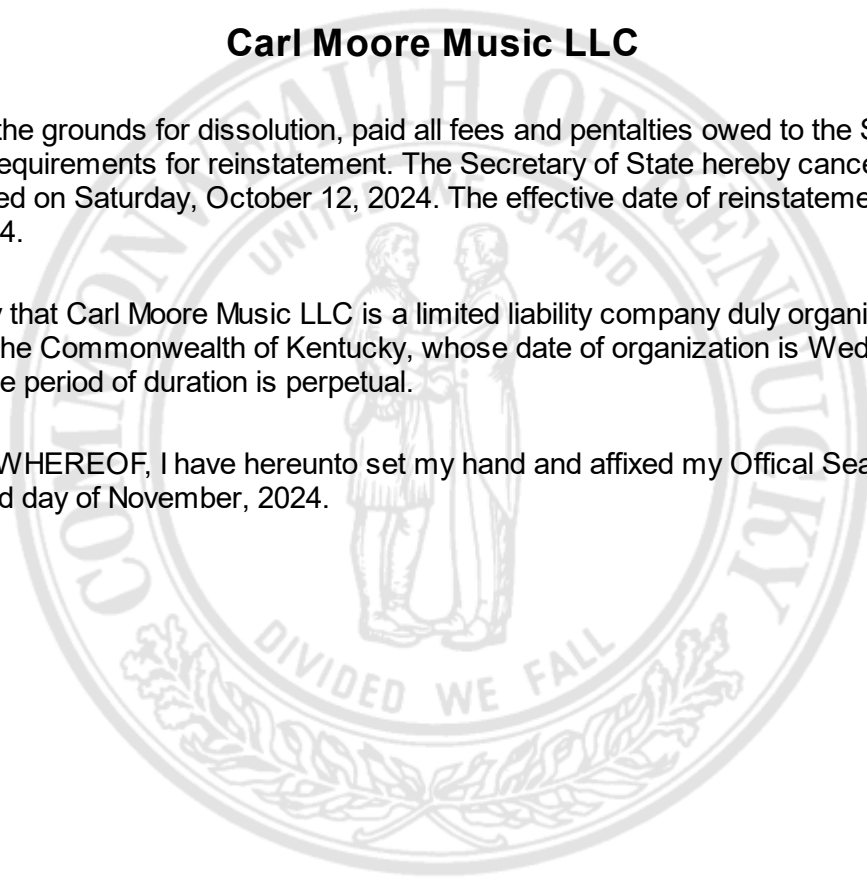 Carl Moore Music LLC
the grounds for dissolution, paid all fees and pentalties owed to the S
equirements for reinstatement. The Secretary of State hereby cance
ed on Saturday, October 12, 2024. The effective date of reinstateme
4.
y that Carl Moore Music LLC is a limited liability company duly organi
he Commonwealth of Kentucky, whose date of organization is Wed
e period of duration is perpetual.
WHEREOF, I have hereunto set my hand and affixed my Offical Sea
d day of November, 2024.
COMMONWEALTH OF KENTUCKY
UNITED WE STAND
DIVIDED WE FALL